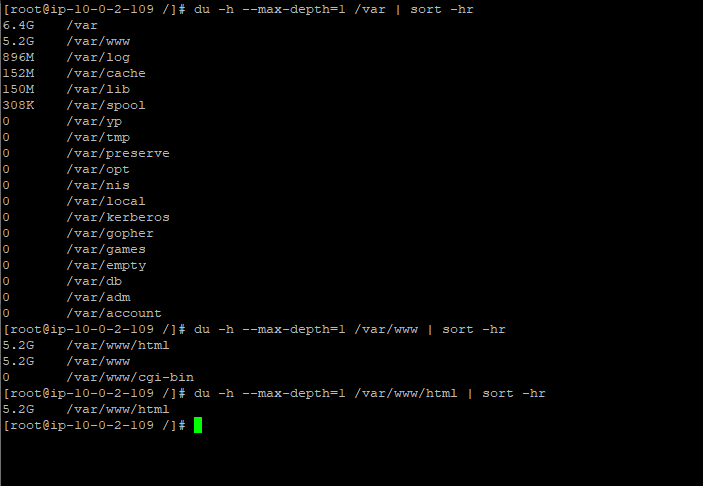 [root@ip-10-0-2-109 /]# du -h --max-depth=1 /var | sort -hr
6.4G    /var
5.2G    /var/www
896M    /var/log
152M    /var/cache
150M    /var/lib
308K    /var/spool
0       /var/yp
0       /var/tmp
0       /var/preserve
0       /var/opt
0       /var/nis
0       /var/local
0       /var/kerberos
0       /var/gopher
0       /var/games
0       /var/empty
0       /var/db
0       /var/adm
0       /var/account
[root@ip-10-0-2-109 /]# du -h --max-depth=1 /var/www | sort -hr
5.2G    /var/www/html
5.2G    /var/www
0       /var/www/cgi-bin
[root@ip-10-0-2-109 /]# du -h --max-depth=1 /var/www/html | sort -hr
5.2G    /var/www/html
[root@ip-10-0-2-109 /]#